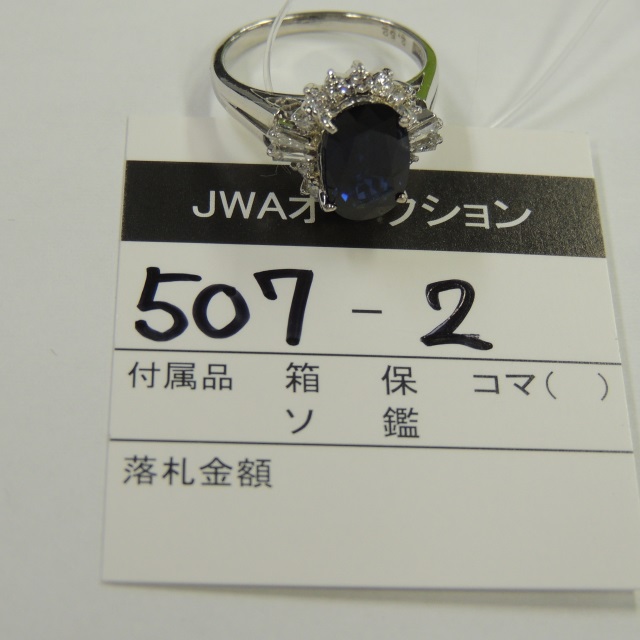 JWAオークション
507-2
付属品 箱 保 コマ( )
ソ 鑑
落札金額